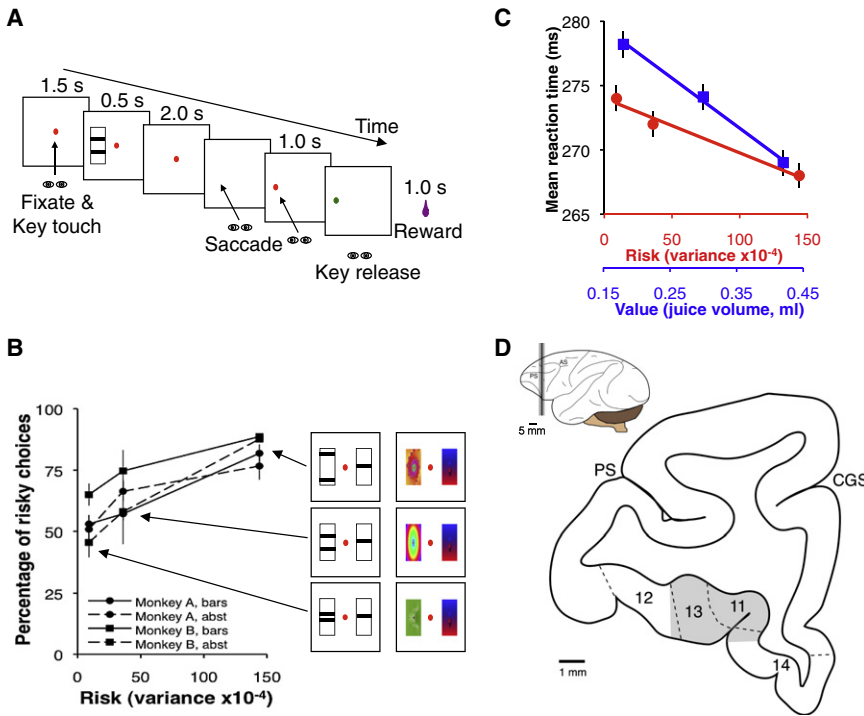 A
1.5 s
0.5 s
2.0 s
1.0 s
Time
1.0 s
Fixate &
Key touch
Saccade
Key release
Reward
B
Percentage of risky choices
100
75
50
25
0
Monkey A, bars
Monkey A, abst
Monkey B, bars
Monkey B, abst
0 50 100 150
Risk (variance x10-4)
C
Mean reaction time (ms)
280
275
270
265
0 50 100 150
Risk (variance x10-4)
0.15 0.25 0.35 0.45
Value (juice volume, ml)
D
PS
AS
5 mm
PS
CGS
12
13
11
14
1 mm